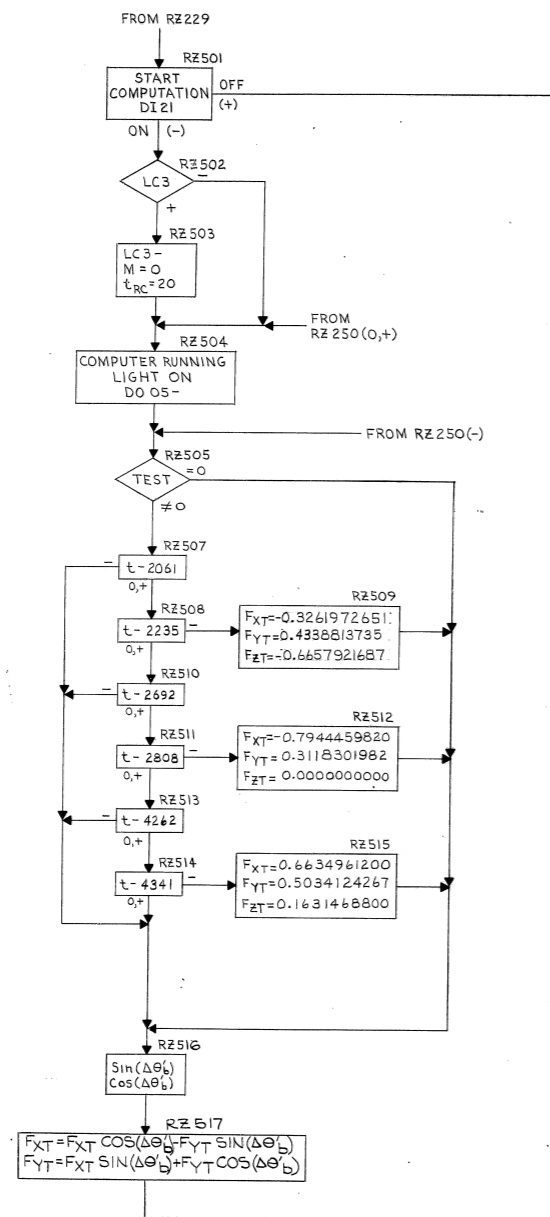 FROM RZ229
RZ501
START
COMPUTATION
DI 21
OFF
(+)
ON (-)
RZ502
LC3
-
+
RZ503
LC3-
M=0
tRC=20
FROM
RZ250(0,+)
RZ504
COMPUTER RUNNING
LIGHT ON
DO 05-
FROM RZ250(-)
RZ505
TEST
=0
≠0
RZ507
- t-2061
0,+
RZ508
t-2235 -
0,+
RZ509
FXT=-0.3261972651
FYT=0.4338813735
FZT=-0.6657921687
RZ510
- t-2692
0,+
RZ511
t-2808 -
0,+
RZ512
FXT=-0.7944459820
FYT=0.3118301982
FZT=0.0000000000
RZ513
- t-4262
0,+
RZ514
t-4341 -
0,+
RZ515
FXT=0.6634961200
FYT=0.5034124267
FZT=0.1631468800
RZ516
Sin(Δθ'b)
Cos(Δθ'b)
RZ517
FXT=FXT COS(Δθ'b)-FYT SIN(Δθ'b)
FYT=FXT SIN(Δθ'b)+FYT COS(Δθ'b)